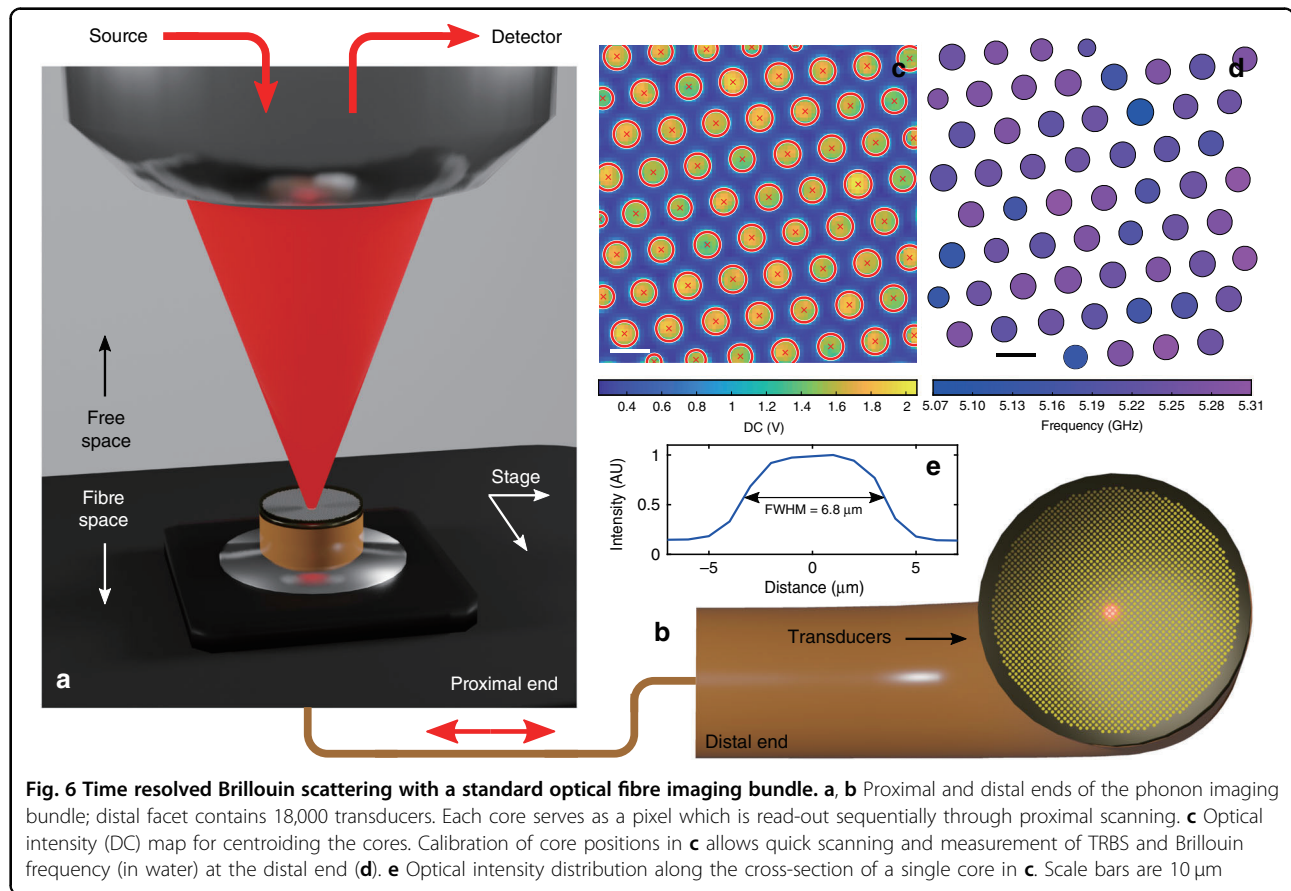 Source
Detector
Free
space
Fibre
space
Stage
a
Proximal end
c
0.4 0.6 0.8 1 1.2 1.4 1.6 1.8 2
DC (V)
d
5.07 5.10 5.13 5.16 5.19 5.22 5.25 5.28 5.31
Frequency (GHz)
e
Intensity (AU)
1
0.5
0
FWHM = 6.8 μm
–5 0 5
Distance (μm)
b
Transducers
Distal end
Fig. 6 Time resolved Brillouin scattering with a standard optical fibre imaging bundle. a, b Proximal and distal ends of the phonon imaging
bundle; distal facet contains 18,000 transducers. Each core serves as a pixel which is read-out sequentially through proximal scanning. c Optical
intensity (DC) map for centroiding the cores. Calibration of core positions in c allows quick scanning and measurement of TRBS and Brillouin
frequency (in water) at the distal end (d). e Optical intensity distribution along the cross-section of a single core in c. Scale bars are 10 μm